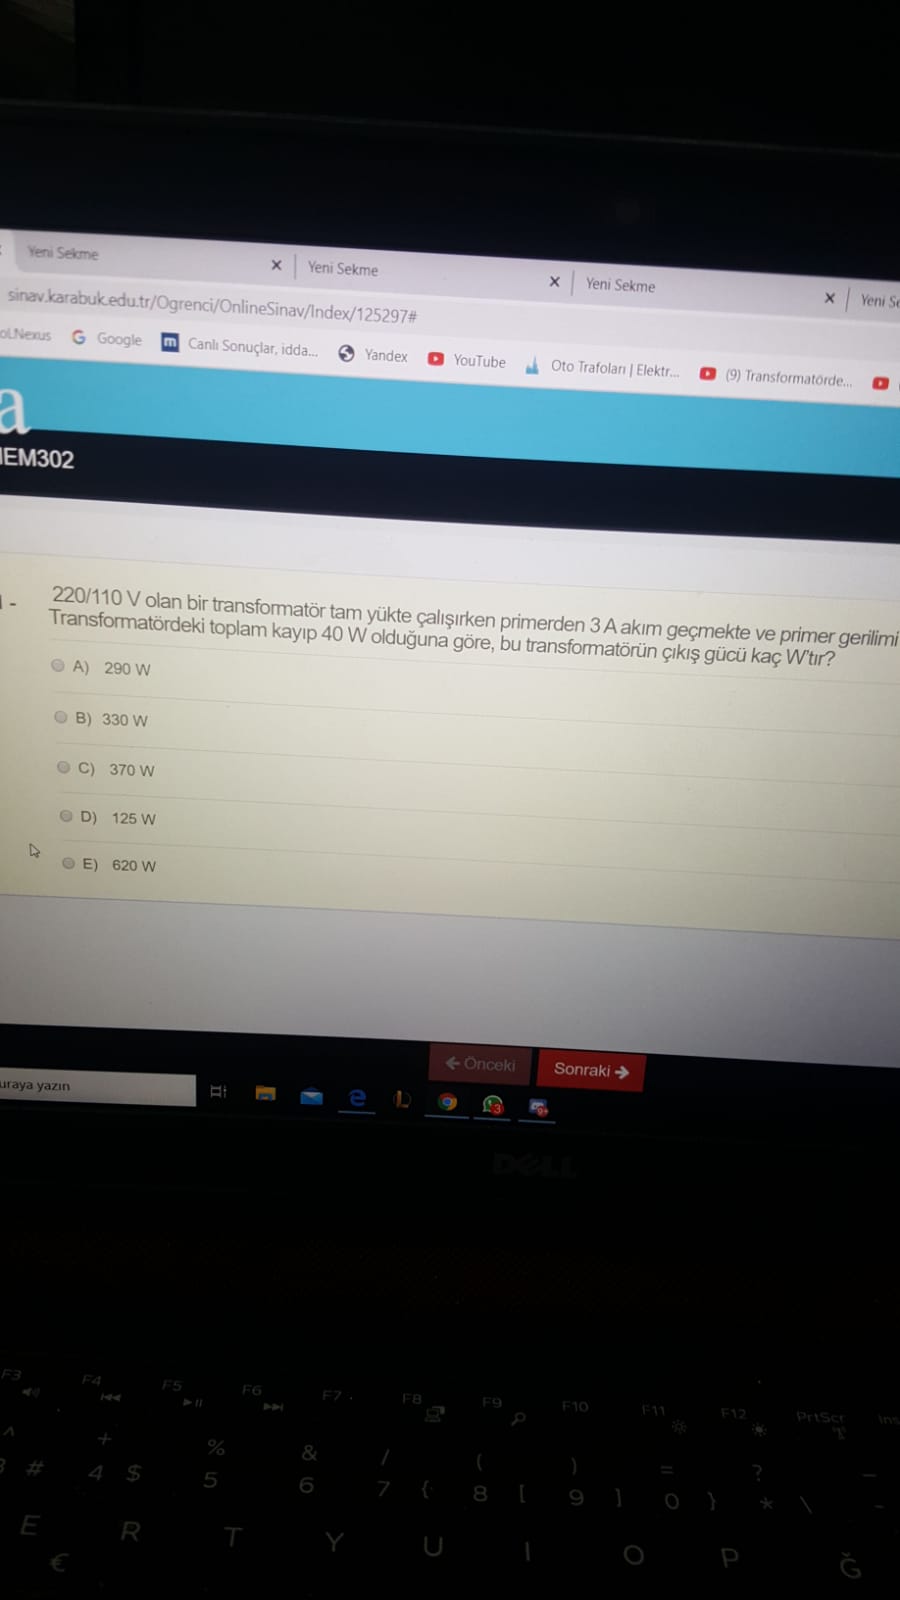 Yeni Sekme
Yeni Sekme
Yeni Sekme
Yeni
sinav.karabuk.edu.tr/Ogrenci/OnlineSinav/Index/125297#
Google
Canlı Sonuçlar, idda...
Yandex
YouTube
Oto Trafoları | Elektr...
(9) Transformatörde...
a
EM302
220/110 V olan bir transformatör tam yükte çalışırken primerden 3 A akım geçmekte ve primer gerilimi
Transformatördeki toplam kayıp 40 W olduğuna göre, bu transformatörün çıkış gücü kaç W'tır?
A) 290 W
B) 330 W
C) 370 W
D) 125 W
E) 620 W
Önceki
Sonraki
uraya yazın
3
9+
DELL
F3
F4
F5
F6
F7
F8
F9
F10
F11
F12
PrtScr
Ins
^ + % & / ( ) = ? _
# 4 $ 5 6 7 { 8 [ 9 ] 0 } * \ -
E R T Y U I O P Ğ
€